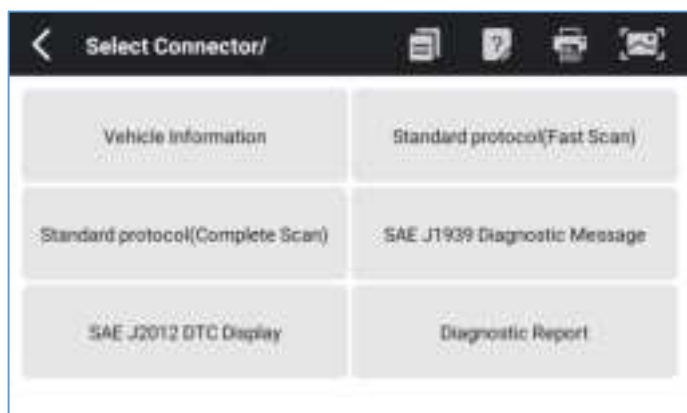 Select Connector/
Vehicle Information
Standard protocol(Fast Scan)
Standard protocol(Complete Scan)
SAE J1939 Diagnostic Message
SAE J2012 DTC Display
Diagnostic Report